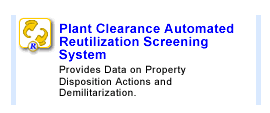 Plant Clearance Automated
Reutilization Screening
System
R
Provides Data on Property
Disposition Actions and
Demilitarization.